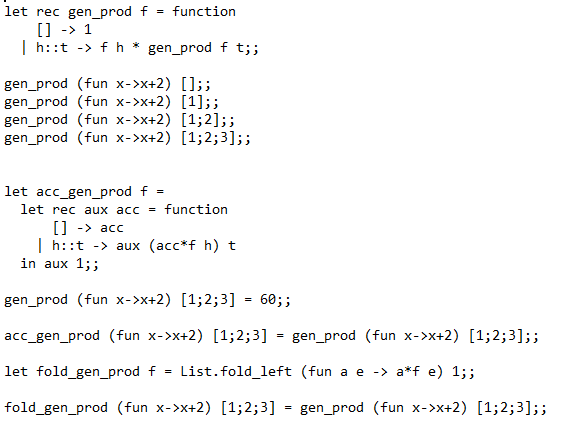 let rec gen_prod f = function
    [] -> 1
  | h::t -> f h * gen_prod f t;;
gen_prod (fun x->x+2) [];;
gen_prod (fun x->x+2) [1];;
gen_prod (fun x->x+2) [1;2];;
gen_prod (fun x->x+2) [1;2;3];;
let acc_gen_prod f =
  let rec aux acc = function
      [] -> acc
    | h::t -> aux (acc*f h) t
  in aux 1;;
gen_prod (fun x->x+2) [1;2;3] = 60;;
acc_gen_prod (fun x->x+2) [1;2;3] = gen_prod (fun x->x+2) [1;2;3];;
let fold_gen_prod f = List.fold_left (fun a e -> a*f e) 1;;
fold_gen_prod (fun x->x+2) [1;2;3] = gen_prod (fun x->x+2) [1;2;3];;